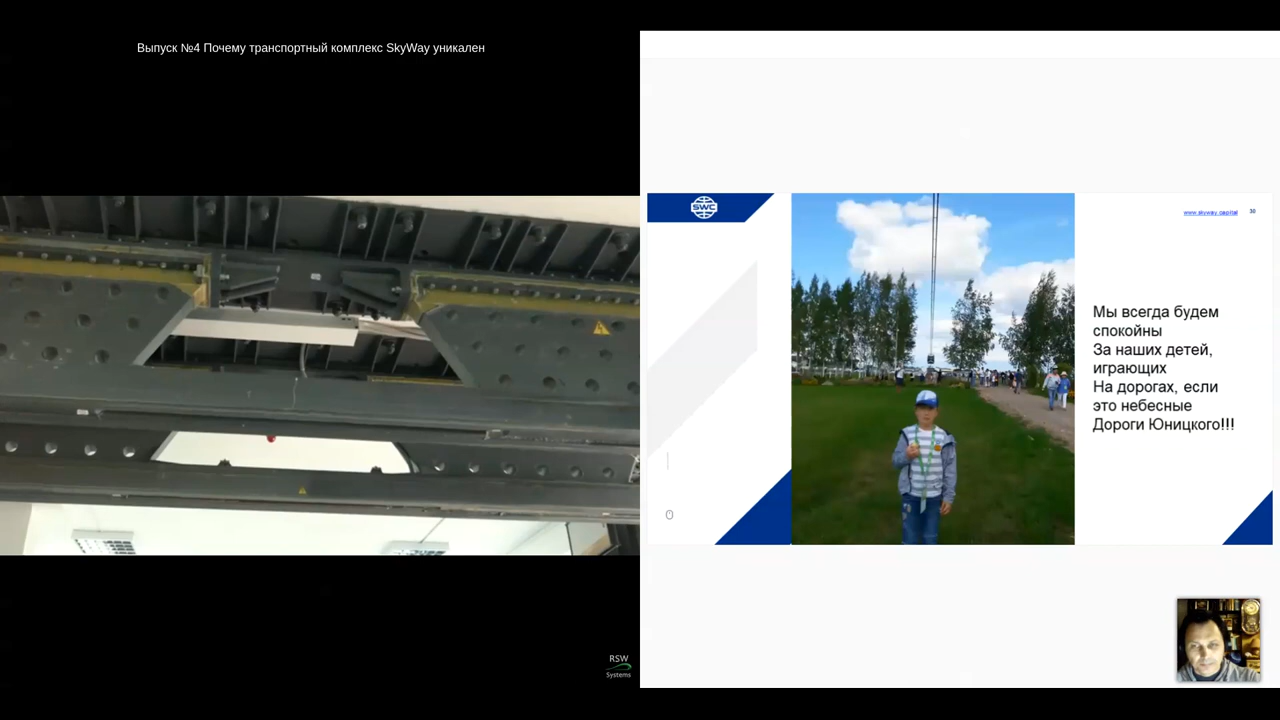 Выпуск №4 Почему транспортный комплекс SkyWay уникален
RSW
Systems
SWC
www.skyway.capital
30
Мы всегда будем
спокойны
За наших детей,
играющих
На дорогах, если
это небесные
Дороги Юницкого!!!